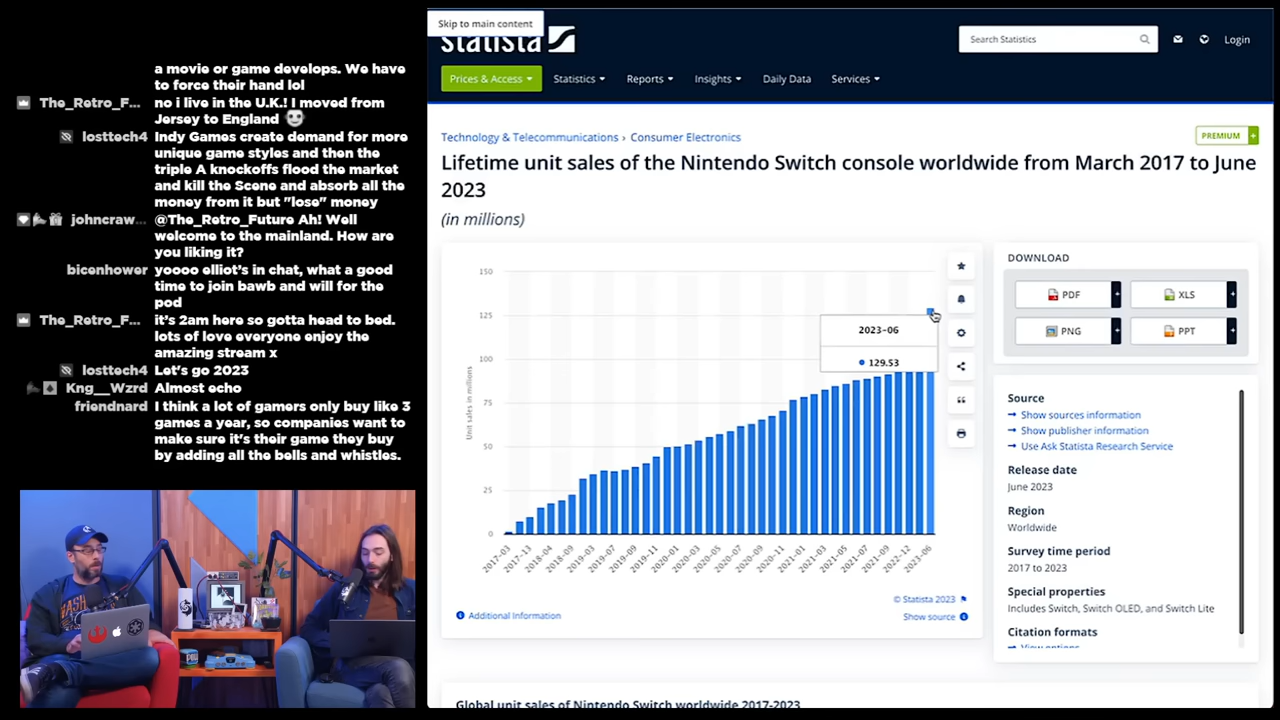 a movie or game develops. We have
to force their hand lol
The_Retro_F... no i live in the U.K.! I moved from
Jersey to England
losttech4 Indy Games create demand for more
unique game styles and then the
triple A knockoffs flood the market
and kill the Scene and absorb all the
money from it but "lose" money
johncraw... @The_Retro_Future Ah! Well
welcome to the mainland. How are
you liking it?
bicenhower yoooo elliot's in chat, what a good
time to join bawb and will for the
pod
The_Retro_F... it's 2am here so gotta head to bed.
lots of love everyone enjoy the
amazing stream x
losttech4 Let's go 2023
Kng__Wzrd Almost echo
friendnard I think a lot of gamers only buy like 3
games a year, so companies want to
make sure it's their game they buy
by adding all the bells and whistles.
Skip to main content
statista
Search Statistics
Login
Prices & Access
Statistics
Reports
Insights
Daily Data
Services
Technology & Telecommunications › Consumer Electronics
PREMIUM +
Lifetime unit sales of the Nintendo Switch console worldwide from March 2017 to June
2023
(in millions)
150
125
100
75
50
25
0
Unit sales in millions
2023-06
129.53
2017-03
2017-13
2018-04
2018-09
2019-03
2019-07
2019-09
2018-11
2020-01
2020-03
2020-05
2020-07
2020-09
2020-11
2021-01
2021-03
2021-05
2021-07
2021-09
2022-12
2023-06
© Statista 2023
Additional Information
Show source
DOWNLOAD
PDF +
XLS +
PNG +
PPT +
Source
→ Show sources information
→ Show publisher information
→ Use Ask Statista Research Service
Release date
June 2023
Region
Worldwide
Survey time period
2017 to 2023
Special properties
Includes Switch, Switch OLED, and Switch Lite
Citation formats
→ View options
Global unit sales of Nintendo Switch worldwide 2017-2023